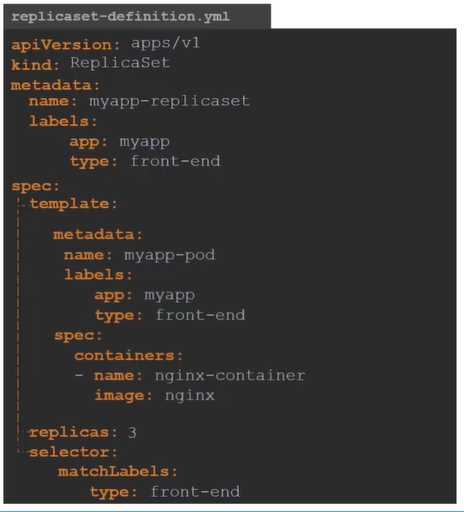 replicaset-definition.yml
apiVersion: apps/v1
kind: ReplicaSet
metadata:
  name: myapp-replicaset
  labels:
      app: myapp
      type: front-end
spec:
  template:
    metadata:
     name: myapp-pod
     labels:
        app: myapp
        type: front-end
    spec:
      containers:
      - name: nginx-container
        image: nginx
  replicas: 3
  selector:
     matchLabels:
        type: front-end